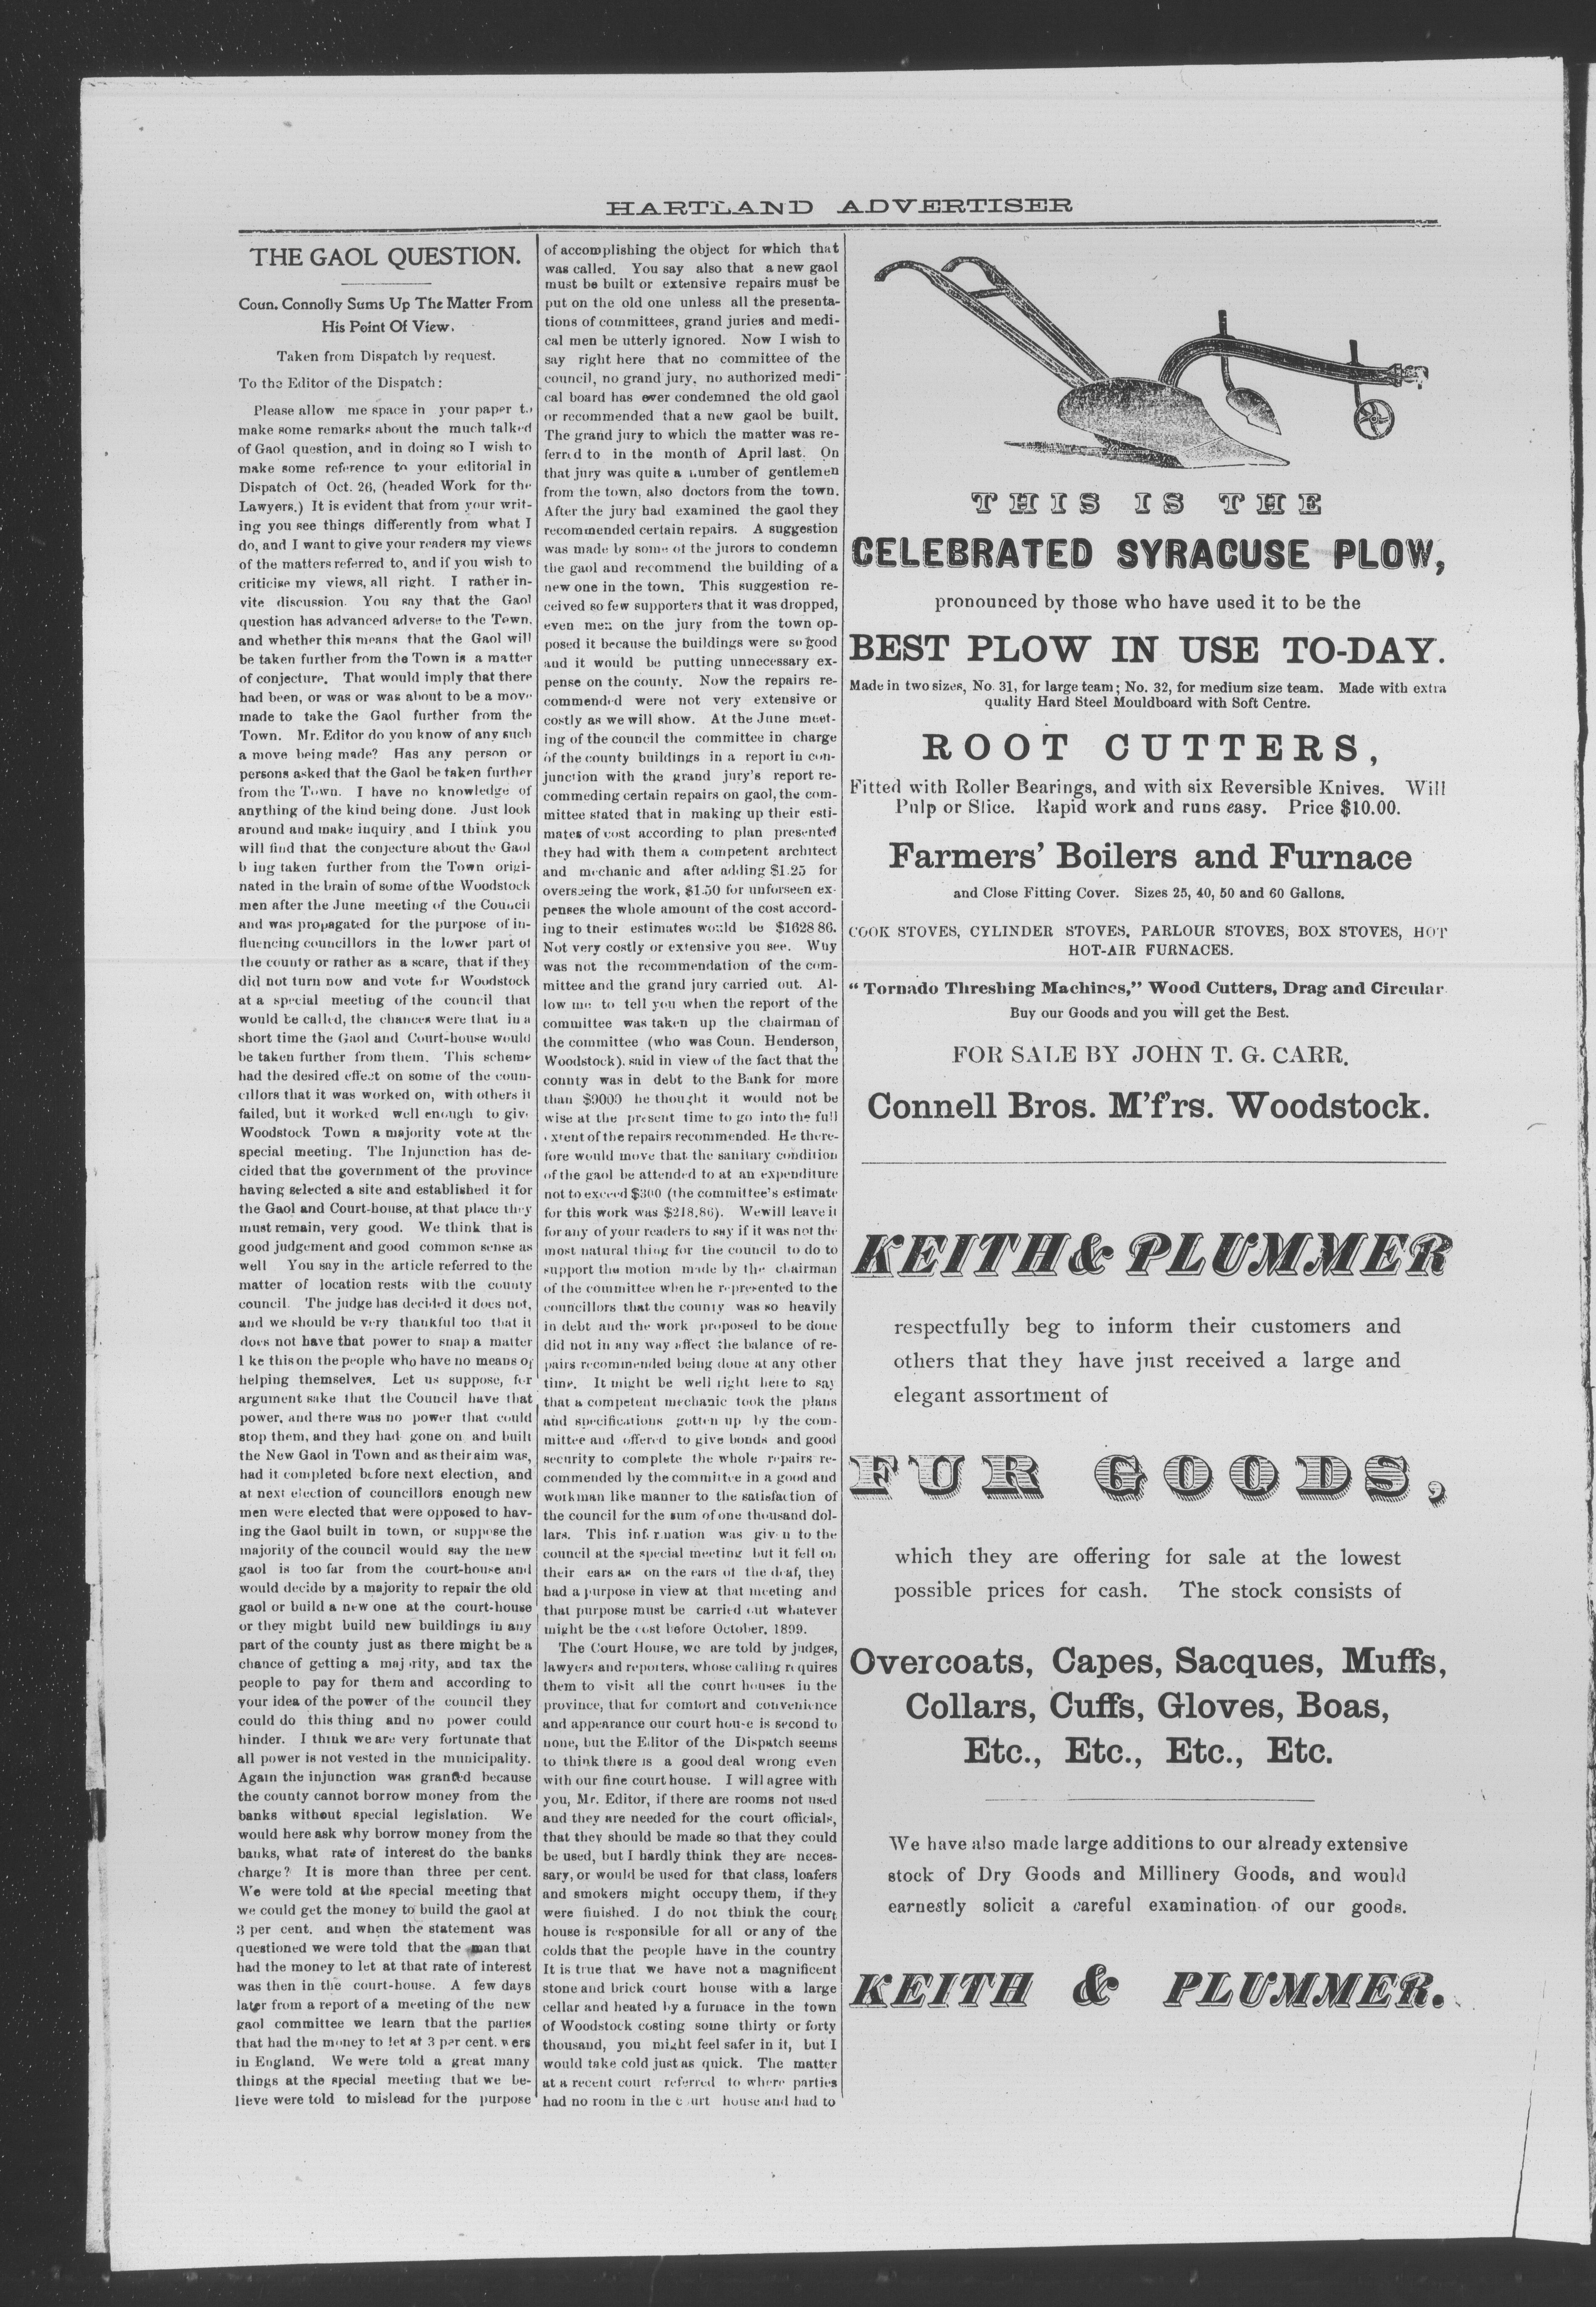 HARTLAND ADVERTISER
THE GAOL QUESTION.
Coun. Connolly Sums Up The Matter From
His Point Of View.
Taken from Dispatch by request.
To the Editor of the Dispatch:
Please allow me space in your paper to
make some remarks about the much talked
of Gaol question, and in doing so I wish to
make some reference to your editorial in
Dispatch of Oct. 26, (headed Work for the
Lawyers.) It is evident that from your writ-
ing you see things differently from what I
do, and I want to give your readers my views
of the matters referred to, and if you wish to
criticise my views, all right. I rather in-
vite discussion. You say that the Gaol
question has advanced adverse to the Town,
and whether this means that the Gaol will
be taken further from the Town is a matter
of conjecture. That would imply that there
had been, or was or was about to be a move
made to take the Gaol further from the
Town. Mr. Editor do you know of any such
a move being made? Has any person or
persons asked that the Gaol be taken further
from the Town. I have no knowledge of
anything of the kind being done. Just look
around and make inquiry, and I think you
will find that the conjecture about the Gaol
b ing taken further from the Town origi-
nated in the brain of some of the Woodstock
men after the June meeting of the Council
and was propagated for the purpose of in-
fluencing councillors in the lower part of
the county or rather as a scare, that if they
did not turn now and vote for Woodstock
at a special meeting of the council that
would be called, the chances were that in a
short time the Gaol and Court-house would
be taken further from them. This scheme
had the desired effect on some of the coun-
cillors that it was worked on, with others it
failed, but it worked well enough to give
Woodstock Town a majority vote at the
special meeting. The Injunction has de-
cided that the government of the province
having selected a site and established it for
the Gaol and Court-house, at that place they
must remain, very good. We think that is
good judgement and good common sense as
well You say in the article referred to the
matter of location rests with the county
council. The judge has decided it does not,
and we should be very thankful too that it
does not have that power to snap a matter
l ke this on the people who have no means of
helping themselves. Let us suppose, for
argument sake that the Council have that
power, and there was no power that could
stop them, and they had gone on and built
the New Gaol in Town and as their aim was,
had it completed before next election, and
at next election of councillors enough new
men were elected that were opposed to hav-
ing the Gaol built in town, or suppose the
majority of the council would say the new
gaol is too far from the court-house and
would decide by a majority to repair the old
gaol or build a new one at the court-house
or they might build new buildings in any
part of the county just as there might be a
chance of getting a maj rity, and tax the
people to pay for them and according to
your idea of the power of the council they
could do this thing and no power could
hinder. I think we are very fortunate that
all power is not vested in the municipality.
Again the injunction was granted because
the county cannot borrow money from the
banks without special legislation. We
would here ask why borrow money from the
banks, what rate of interest do the banks
charge? It is more than three per cent.
We were told at the special meeting that
we could get the money to build the gaol at
3 per cent. and when the statement was
questioned we were told that the man that
had the money to let at that rate of interest
was then in the court-house. A few days
later from a report of a meeting of the new
gaol committee we learn that the parties
that had the money to let at 3 per cent. wers
in England. We were told a great many
things at the special meeting that we be-
lieve were told to mislead for the purpose
of accomplishing the object for which that
was called. You say also that a new gaol
must be built or extensive repairs must be
put on the old one unless all the presenta-
tions of committees, grand juries and medi-
cal men be utterly ignored. Now I wish to
say right here that no committee of the
council, no grand jury, no authorized medi-
cal board has ever condemned the old gaol
or recommended that a new gaol be built.
The grand jury to which the matter was re-
ferred to in the month of April last. On
that jury was quite a number of gentlemen
from the town, also doctors from the town.
After the jury had examined the gaol they
recommended certain repairs. A suggestion
was made by some of the jurors to condemn
the gaol and recommend the building of a
new one in the town. This suggestion re-
ceived so few supporters that it was dropped,
even men on the jury from the town op-
posed it because the buildings were so good
and it would be putting unnecessary ex-
pense on the county. Now the repairs re-
commended were not very extensive or
costly as we will show. At the June meet-
ing of the council the committee in charge
of the county buildings in a report in con-
junction with the grand jury's report re-
commeding certain repairs on gaol, the com-
mittee stated that in making up their esti-
mates of cost according to plan presented
they had with them a competent architect
and mechanic and after adding $1.25 for
overseeing the work, $1.50 for unforseen ex-
penses the whole amount of the cost accord-
ing to their estimates would be $1628 86.
Not very costly or extensive you see. Why
was not the recommendation of the com-
mittee and the grand jury carried out. Al-
low me to tell you when the report of the
committee was taken up the chairman of
the committee (who was Coun. Henderson,
Woodstock), said in view of the fact that the
county was in debt to the Bank for more
than $9000 he thought it would not be
wise at the present time to go into the full
xtent of the repairs recommended. He there-
fore would move that the sanitary condition
of the gaol be attended to at an expenditure
not to exceed $300 (the committee's estimate
for this work was $218.86). We will leave it
for any of your readers to say if it was not the
most natural thing for the council to do to
support the motion made by the chairman
of the committee when he represented to the
councillors that the county was so heavily
in debt and the work proposed to be done
did not in any way affect the balance of re-
pairs recommended being done at any other
time. It might be well right here to say
that a competent mechanic took the plans
and specifications gotten up by the com-
mittee and offered to give bonds and good
security to complete the whole repairs re-
commended by the committee in a good and
workman like manner to the satisfaction of
the council for the sum of one thousand dol-
lars. This information was giv n to the
council at the special meeting but it fell on
their ears as on the ears of the deaf, they
had a purpose in view at that meeting and
that purpose must be carried out whatever
might be the cost before October, 1899.
The Court House, we are told by judges,
lawyers and reporters, whose calling requires
them to visit all the court houses in the
province, that for comfort and convenience
and appearance our court house is second to
none, but the Editor of the Dispatch seems
to think there is a good deal wrong even
with our fine court house. I will agree with
you, Mr. Editor, if there are rooms not used
and they are needed for the court officials,
that they should be made so that they could
be used, but I hardly think they are neces-
sary, or would be used for that class, loafers
and smokers might occupy them, if they
were finished. I do not think the court
house is responsible for all or any of the
colds that the people have in the country
It is true that we have not a magnificent
stone and brick court house with a large
cellar and heated by a furnace in the town
of Woodstock costing some thirty or forty
thousand, you might feel safer in it, but I
would take cold just as quick. The matter
at a recent court referred to where parties
had no room in the c urt house and had to
THIS IS THE
CELEBRATED SYRACUSE PLOW,
pronounced by those who have used it to be the
BEST PLOW IN USE TO-DAY.
Made in two sizes, No. 31, for large team; No. 32, for medium size team. Made with extra
quality Hard Steel Mouldboard with Soft Centre.
ROOT CUTTERS,
Fitted with Roller Bearings, and with six Reversible Knives. Will
Pulp or Slice. Rapid work and runs easy. Price $10.00.
Farmers' Boilers and Furnace
and Close Fitting Cover. Sizes 25, 40, 50 and 60 Gallons.
COOK STOVES, CYLINDER STOVES, PARLOUR STOVES, BOX STOVES, HOT
HOT-AIR FURNACES.
"Tornado Threshing Machines," Wood Cutters, Drag and Circular
Buy our Goods and you will get the Best.
FOR SALE BY JOHN T. G. CARR.
Connell Bros. M'f'rs. Woodstock.
KEITH & PLUMMER
respectfully beg to inform their customers and
others that they have just received a large and
elegant assortment of
FUR GOODS,
which they are offering for sale at the lowest
possible prices for cash. The stock consists of
Overcoats, Capes, Sacques, Muffs,
Collars, Cuffs, Gloves, Boas,
Etc., Etc., Etc., Etc.
We have also made large additions to our already extensive
stock of Dry Goods and Millinery Goods, and would
earnestly solicit a careful examination of our goods.
KEITH & PLUMMER.